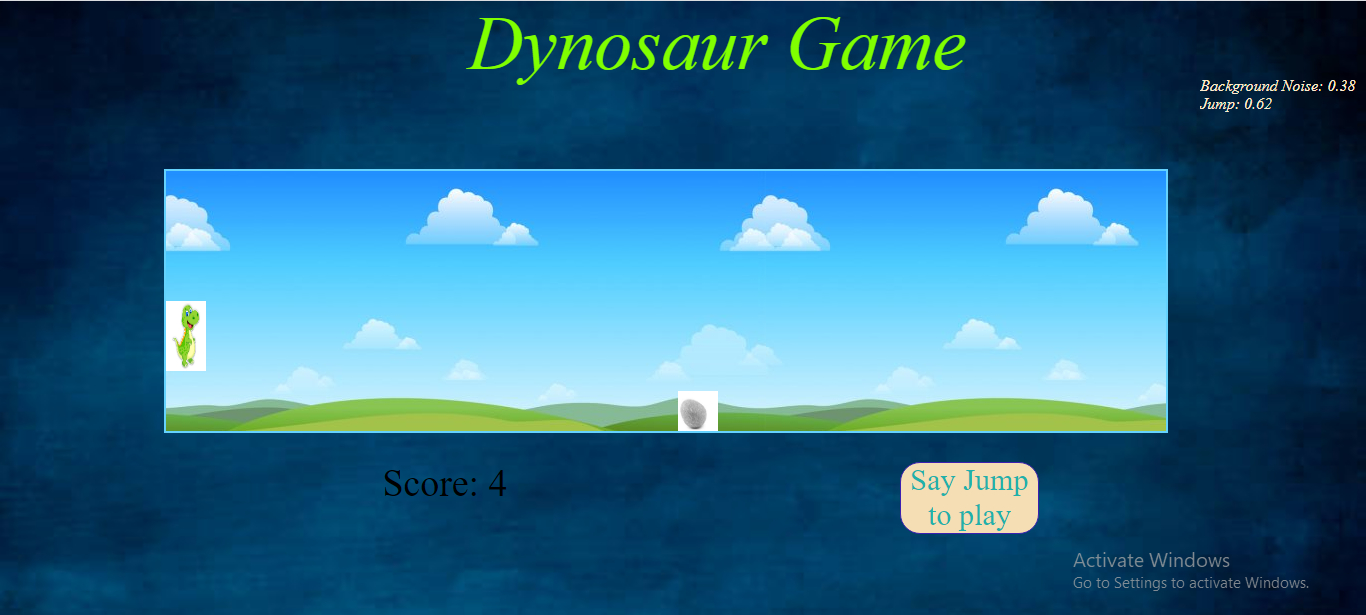 Dynosaur Game
Background Noise: 0.38
Jump: 0.62
Score: 4
Say Jump
to play
Activate Windows
Go to Settings to activate Windows.